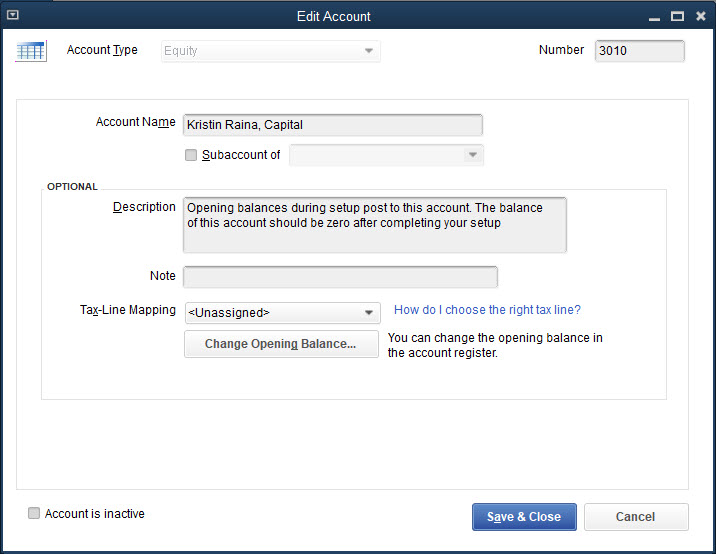 Edit Account
Account Type Equity Number 3010
Account Name Kristin Raina, Capital
Subaccount of
OPTIONAL
Description Opening balances during setup post to this account. The balance
of this account should be zero after completing your setup
Note
Tax-Line Mapping <Unassigned> How do I choose the right tax line?
Change Opening Balance... You can change the opening balance in
the account register.
Account is inactive Save & Close Cancel